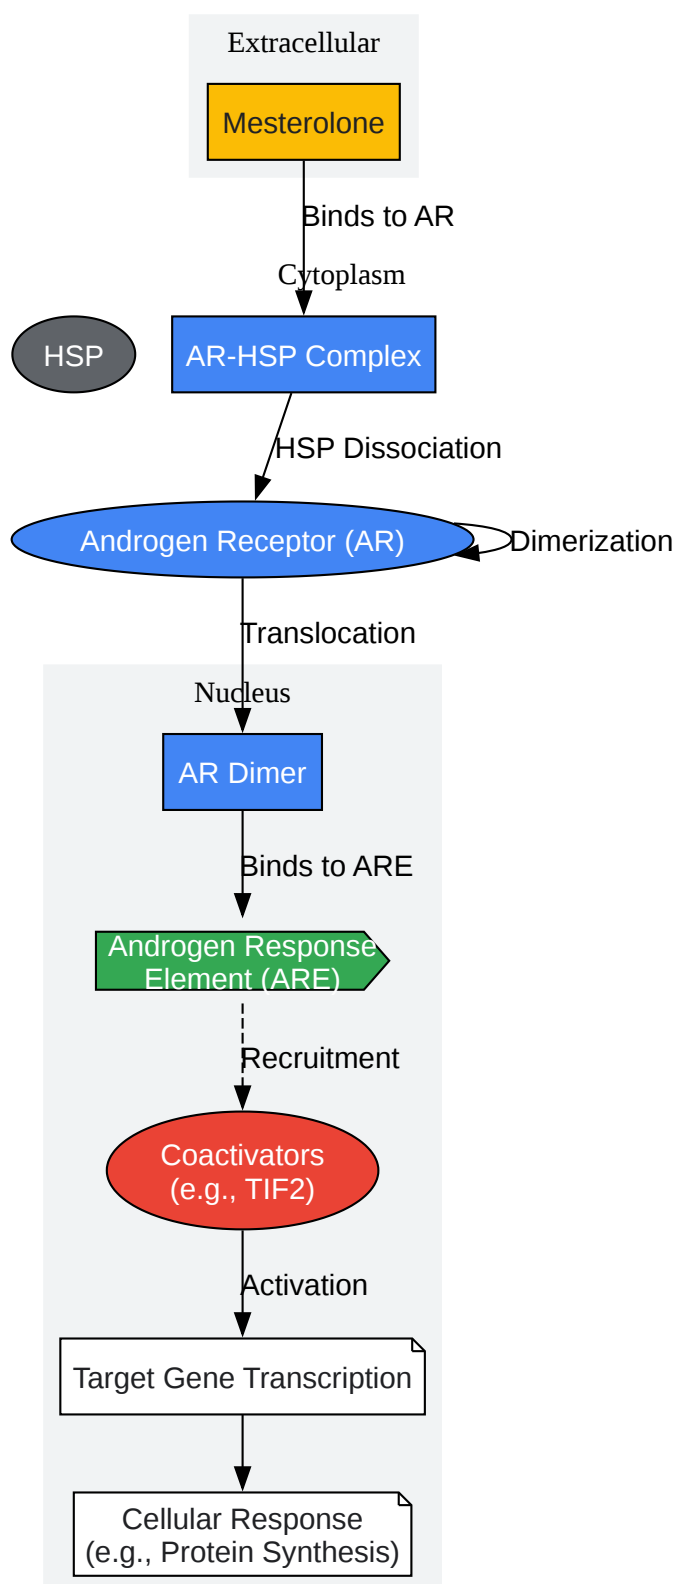 Extracellular
Mesterolone
Binds to AR
Cytoplasm
HSP
AR-HSP Complex
HSP Dissociation
Androgen Receptor (AR)
Dimerization
Translocation
Nucleus
AR Dimer
Binds to ARE
Androgen Response
Element (ARE)
Recruitment
Coactivators
(e.g., TIF2)
Activation
Target Gene Transcription
Cellular Response
(e.g., Protein Synthesis)